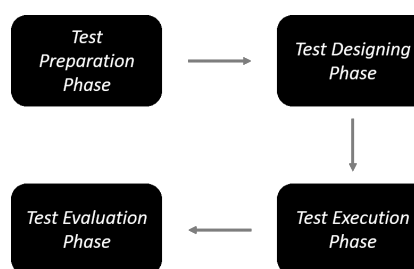 Test
Preparation
Phase
Test Designing
Phase
Test Execution
Phase
Test Evaluation
Phase